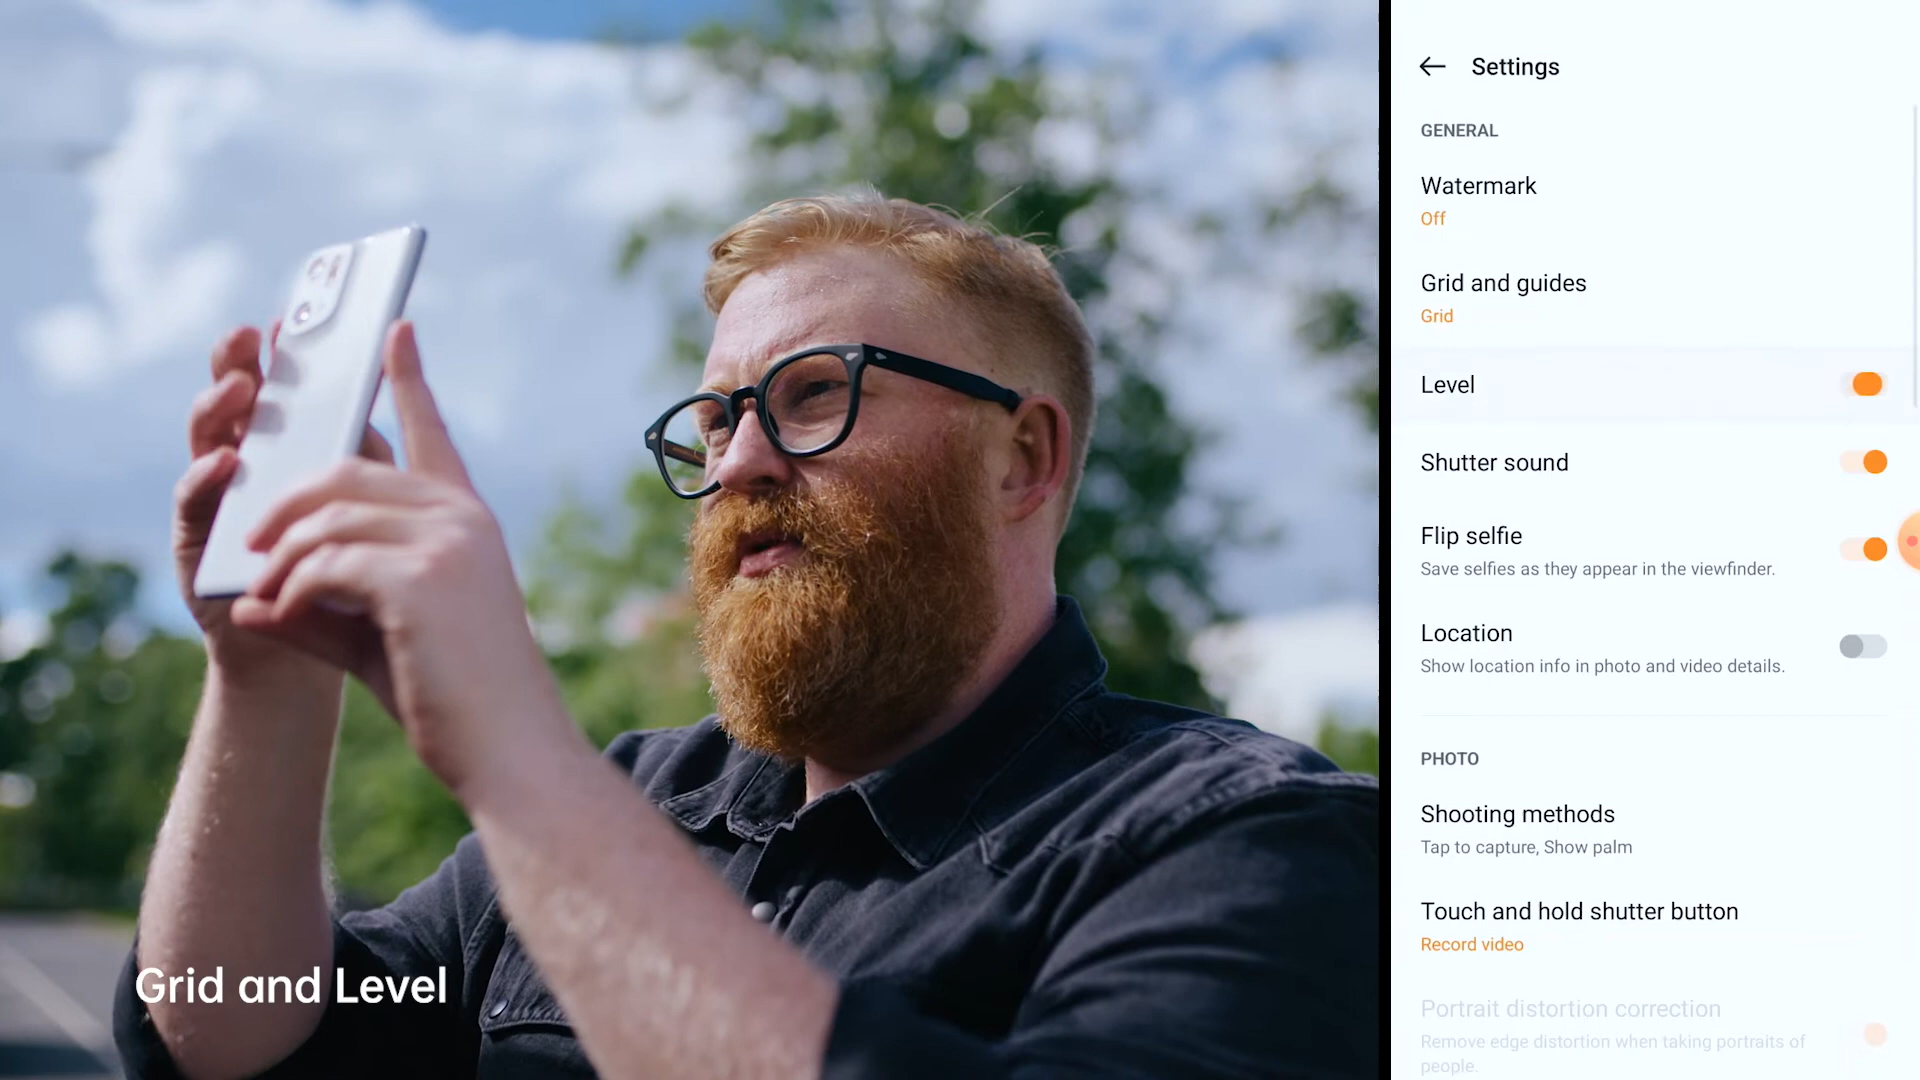 Grid and Level
Settings
GENERAL
Watermark
Off
Grid and guides
Grid
Level
Shutter sound
Flip selfie
Save selfies as they appear in the viewfinder.
Location
Show location info in photo and video details.
PHOTO
Shooting methods
Tap to capture, Show palm
Touch and hold shutter button
Record video
Portrait distortion correction
Remove edge distortion when taking portraits of
people.